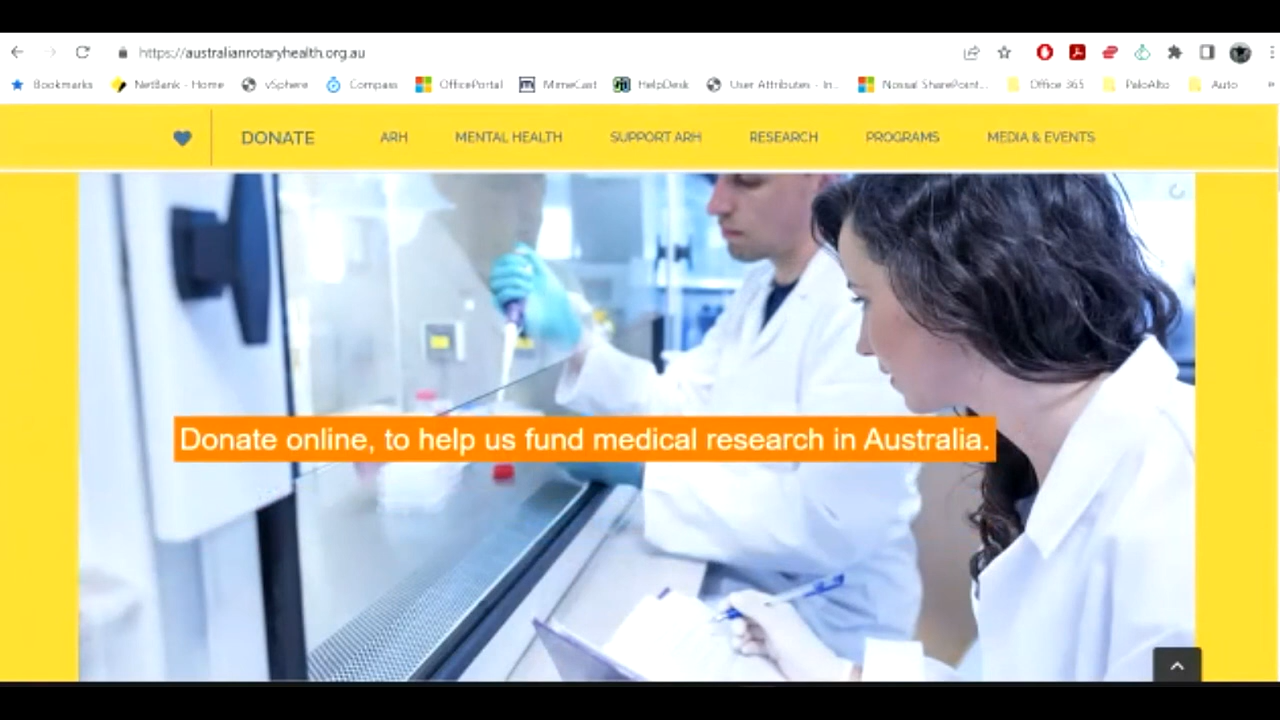 https://australianrotaryhealth.org.au
Bookmarks NetBank - Home vSphere Compass OfficePortal MimeCast HelpDesk User Attributes - In... Nossal SharePoint... Office 365 PaloAlto Auto »
DONATE ARH MENTAL HEALTH SUPPORT ARH RESEARCH PROGRAMS MEDIA & EVENTS
Donate online, to help us fund medical research in Australia.